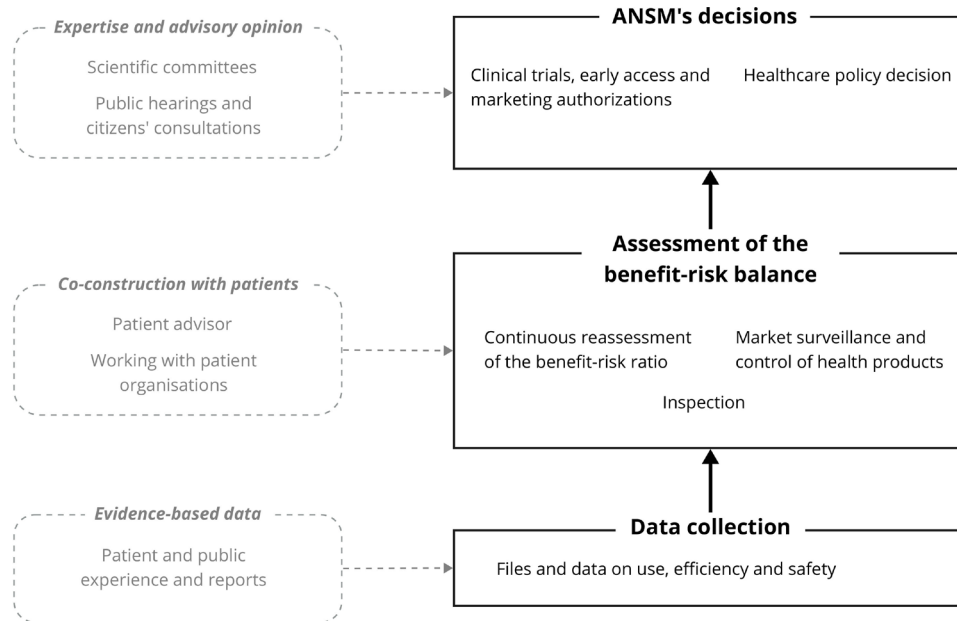 Expertise and advisory opinion
Scientific committees
Public hearings and
citizens' consultations
ANSM's decisions
Clinical trials, early access and
marketing authorizations
Healthcare policy decision
Co-construction with patients
Patient advisor
Working with patient
organisations
Assessment of the
benefit-risk balance
Continuous reassessment
of the benefit-risk ratio
Market surveillance and
control of health products
Inspection
Evidence-based data
Patient and public
experience and reports
Data collection
Files and data on use, efficiency and safety